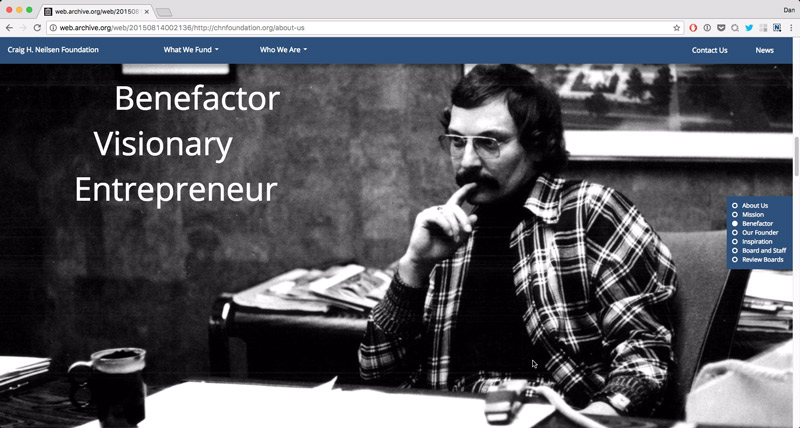 web.archive.org/web/201508
Dan
web.archive.org/web/20150814002136/http://chnfoundation.org/about-us
Craig H. Neilsen Foundation
What We Fund
Who We Are
Contact Us
News
Benefactor
Visionary
Entrepreneur
About Us
Mission
Benefactor
Our Founder
Inspiration
Board and Staff
Review Boards